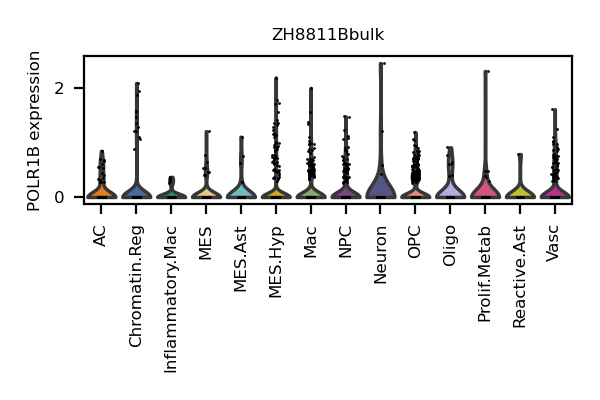 ZH8811Bbulk
POLR1B expression
2
0
AC
Chromatin.Reg
Inflammatory.Mac
MES
MES.Ast
MES.Hyp
Mac
NPC
Neuron
OPC
Oligo
Prolif.Metab
Reactive.Ast
Vasc